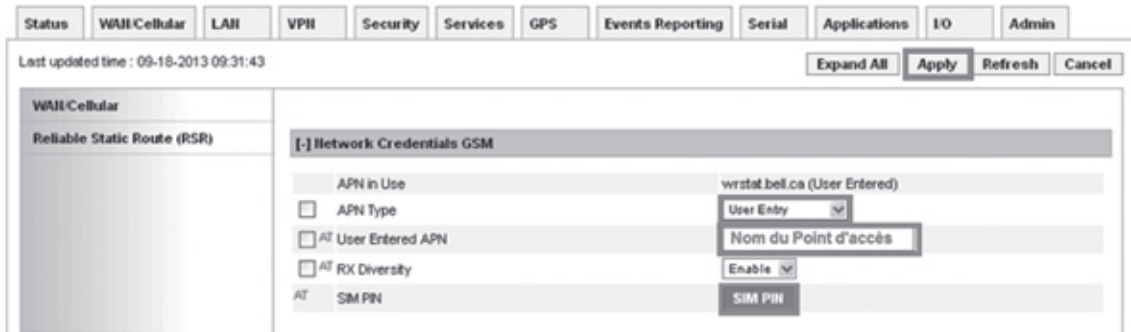 Status WAN/Cellular LAN VPN Security Services GPS Events Reporting Serial Applications I/O Admin
Last updated time : 09-18-2013 09:31:43 Expand All Apply Refresh Cancel
WAN/Cellular
Reliable Static Route (RSR)
[-] Network Credentials GSM
APN in Use wrstat.bell.ca (User Entered)
APN Type User Entry
AT User Entered APN Nom du Point d'accès
AT RX Diversity Enable
AT SIM PIN SIM PIN